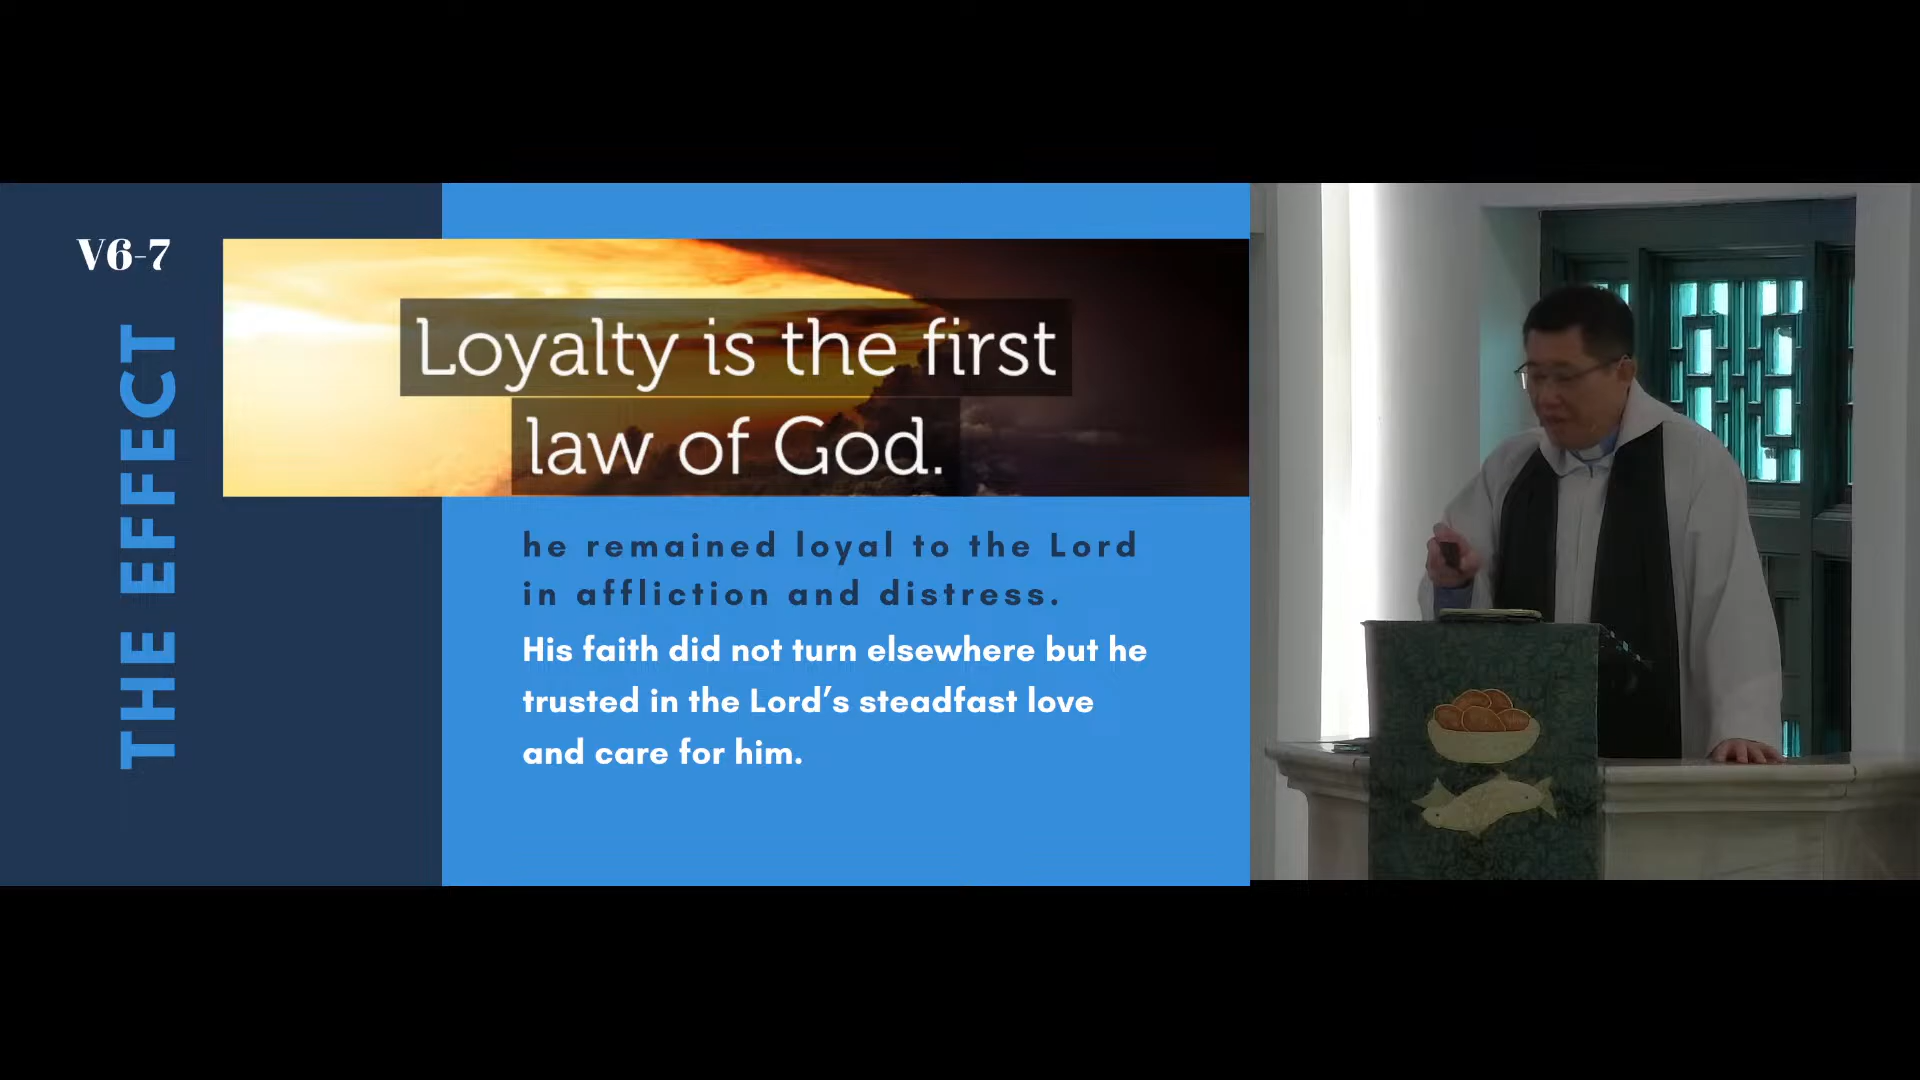 V6-7
THE EFFECT
Loyalty is the first
law of God.
he remained loyal to the Lord
in affliction and distress.
His faith did not turn elsewhere but he
trusted in the Lord’s steadfast love
and care for him.